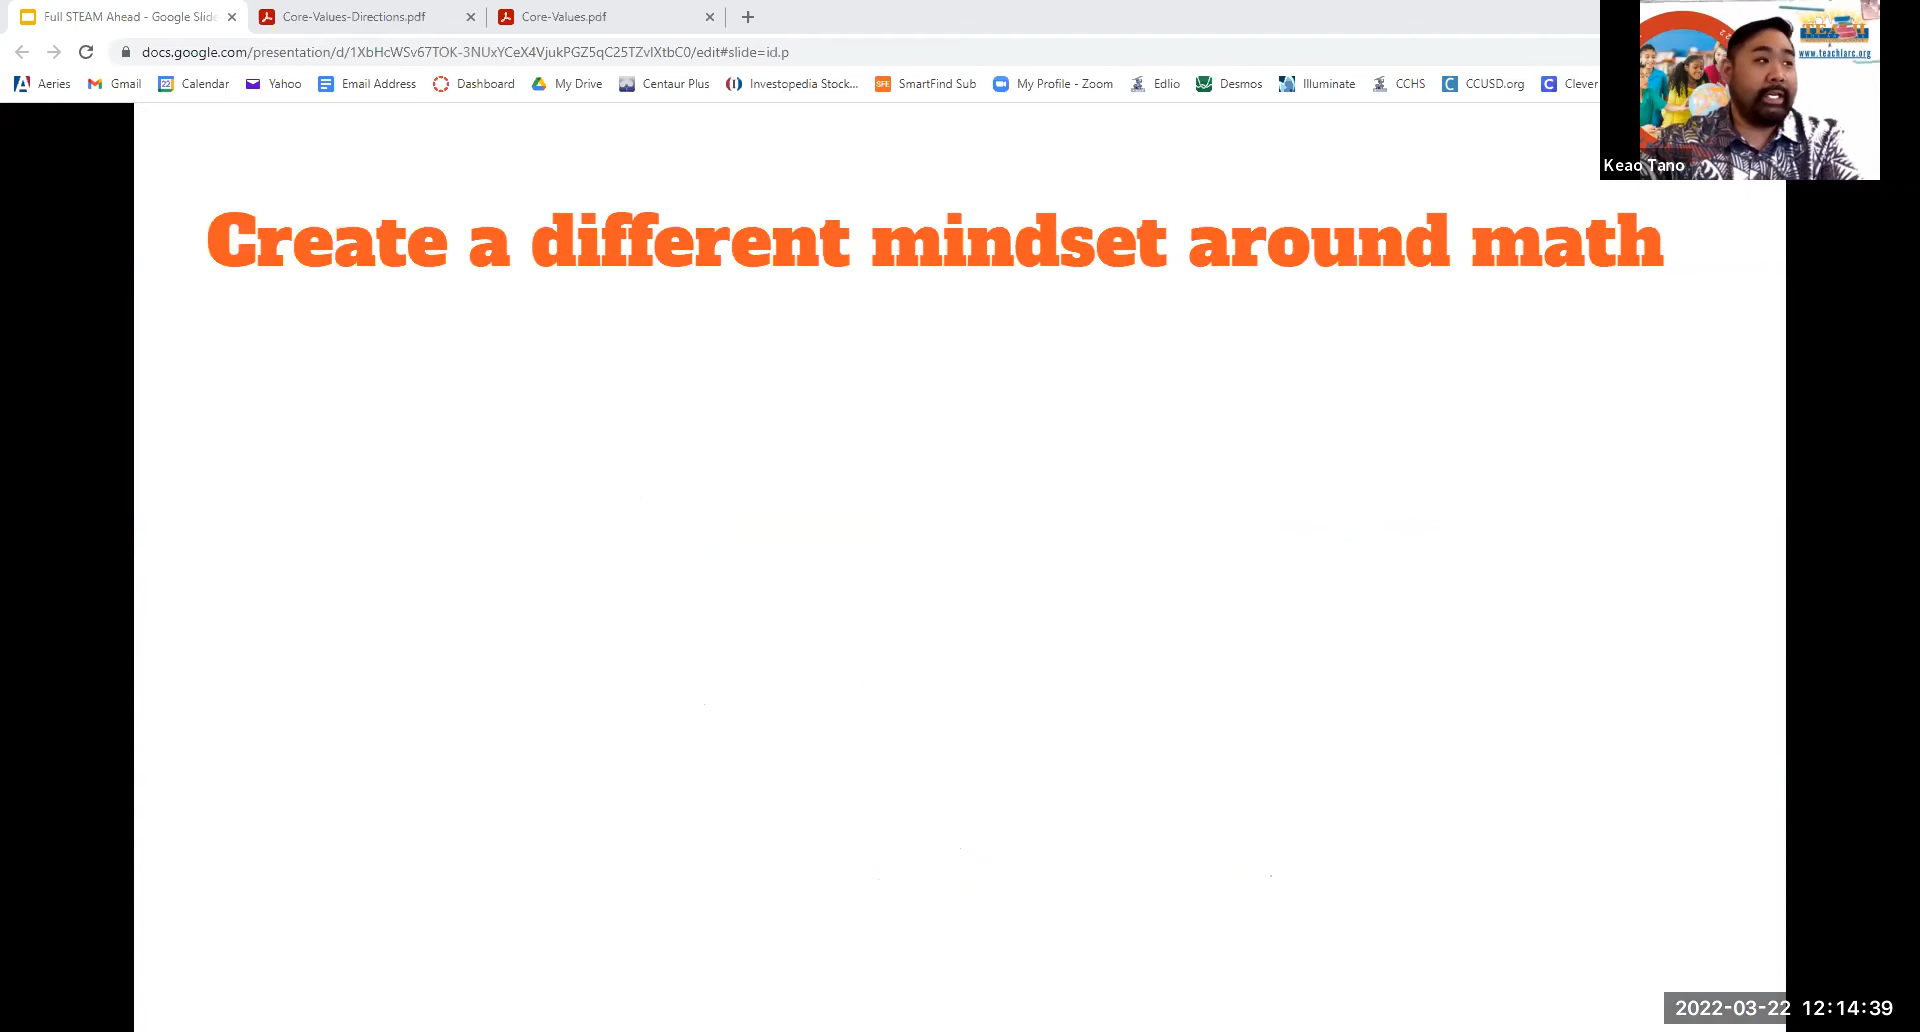 Full STEAM Ahead - Google Slide
Core-Values-Directions.pdf
Core-Values.pdf
docs.google.com/presentation/d/1XbHcWSv67TOK-3NUxYCeX4VjukPGZ5qC25TZvlXtbC0/edit#slide=id.p
Aeries Gmail 22 Calendar Yahoo Email Address Dashboard My Drive Centaur Plus Investopedia Stock... SFE SmartFind Sub My Profile - Zoom Edlio Desmos Illuminate CCHS CCUSD.org Clever
TEACH
www.teachlarc.org
Keao Tano
Create a different mindset around math
2022-03-22 12:14:39